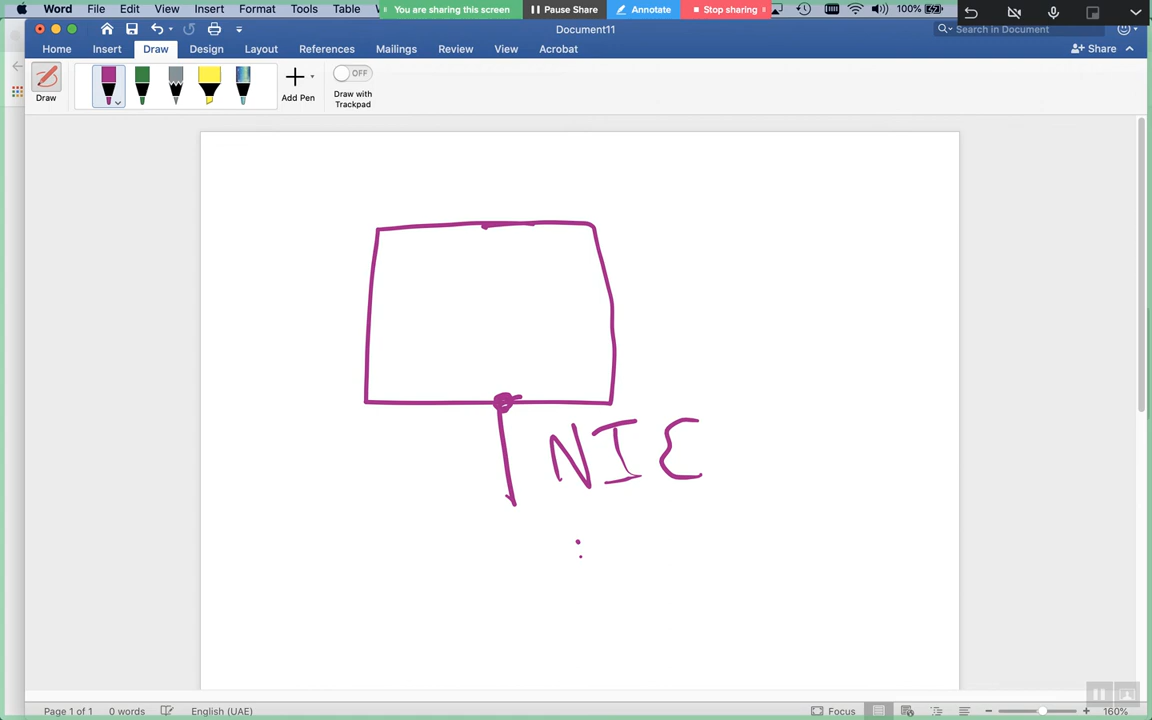 Word File Edit View Insert Format Tools Table
You are sharing this screen Pause Share Annotate Stop sharing
100%
Document11
Search in Document
Home Insert Draw Design Layout References Mailings Review View Acrobat
Share
Draw
Add Pen
OFF
Draw with
Trackpad
NIC
:
Page 1 of 1 0 words English (UAE)
Focus
160%